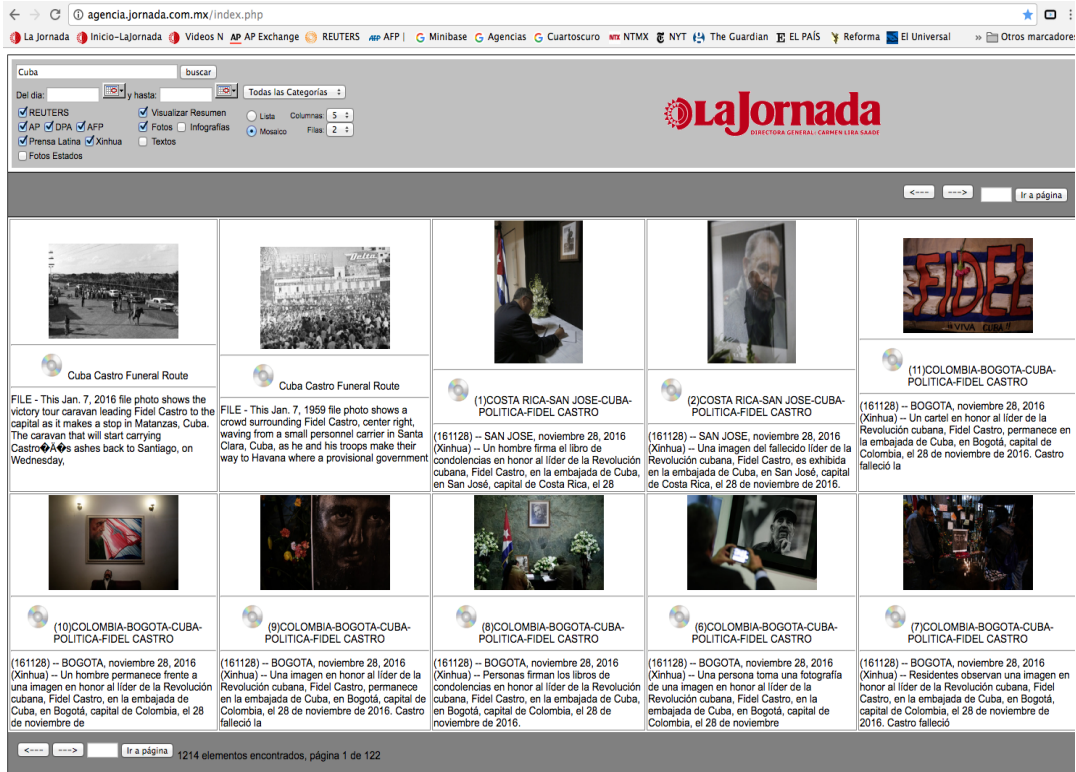 agencia.jornada.com.mx/index.php
La Jornada Inicio-LaJornada Videos N AP AP Exchange REUTERS AFP AFP | G Minibase G Agencias G Cuartoscuro NTX NTMX NYT The Guardian E EL PAÍS Reforma El Universal » Otros marcadores
Cuba buscar
Del dia: y hasta: Todas las Categorías
REUTERS Visualizar Resumen Lista Columnas 5
AP DPA AFP Fotos Infografías Mosaico Filas 2
Prensa Latina Xinhua Textos
Fotos Estados
LaJornada
DIRECTORA GENERAL: CARMEN LIRA SAADE
<--- ---> Ir a página
Delta
FIDEL
¡¡VIVA CUBA!!
Cuba Castro Funeral Route
FILE - This Jan. 7, 2016 file photo shows the
victory tour caravan leading Fidel Castro to the
capital as it makes a stop in Matanzas, Cuba.
The caravan that will start carrying
Castro�Ä�s ashes back to Santiago, on
Wednesday,
Cuba Castro Funeral Route
FILE - This Jan. 7, 1959 file photo shows a
crowd surrounding Fidel Castro, center right,
waving from a small personnel carrier in Santa
Clara, Cuba, as he and his troops make their
way to Havana where a provisional government
(1)COSTA RICA-SAN JOSE-CUBA-
POLITICA-FIDEL CASTRO
(161128) -- SAN JOSE, noviembre 28, 2016
(Xinhua) -- Un hombre firma el libro de
condolencias en honor al líder de la Revolución
cubana, Fidel Castro, en la embajada de Cuba,
en San José, capital de Costa Rica, el 28
(2)COSTA RICA-SAN JOSE-CUBA-
POLITICA-FIDEL CASTRO
(161128) -- SAN JOSE, noviembre 28, 2016
(Xinhua) -- Una imagen del fallecido líder de la
Revolución cubana, Fidel Castro, es exhibida
en la embajada de Cuba, en San José, capital
de Costa Rica, el 28 de noviembre de 2016.
(11)COLOMBIA-BOGOTA-CUBA-
POLITICA-FIDEL CASTRO
(161128) -- BOGOTA, noviembre 28, 2016
(Xinhua) -- Un cartel en honor al líder de la
Revolución cubana, Fidel Castro, permanece en
la embajada de Cuba, en Bogotá, capital de
Colombia, el 28 de noviembre de 2016. Castro
falleció la
(10)COLOMBIA-BOGOTA-CUBA-
POLITICA-FIDEL CASTRO
(161128) -- BOGOTA, noviembre 28, 2016
(Xinhua) -- Un hombre permanece frente a
una imagen en honor al líder de la Revolución
cubana, Fidel Castro, en la embajada de
Cuba, en Bogotá, capital de Colombia, el 28
de noviembre de
(9)COLOMBIA-BOGOTA-CUBA-
POLITICA-FIDEL CASTRO
(161128) -- BOGOTA, noviembre 28, 2016
(Xinhua) -- Una imagen en honor al líder de la
Revolución cubana, Fidel Castro, permanece
en la embajada de Cuba, en Bogotá, capital de
Colombia, el 28 de noviembre de 2016. Castro
falleció la
(8)COLOMBIA-BOGOTA-CUBA-
POLITICA-FIDEL CASTRO
(161128) -- BOGOTA, noviembre 28, 2016
(Xinhua) -- Personas firman los libros de
condolencias en honor al líder de la Revolución
cubana, Fidel Castro, en la embajada de Cuba,
en Bogotá, capital de Colombia, el 28 de
noviembre de 2016.
(6)COLOMBIA-BOGOTA-CUBA-
POLITICA-FIDEL CASTRO
(161128) -- BOGOTA, noviembre 28, 2016
(Xinhua) -- Una persona toma una fotografía
de una imagen en honor al líder de la
Revolución cubana, Fidel Castro, en la
embajada de Cuba, en Bogotá, capital de
Colombia, el 28 de noviembre
(7)COLOMBIA-BOGOTA-CUBA-
POLITICA-FIDEL CASTRO
(161128) -- BOGOTA, noviembre 28, 2016
(Xinhua) -- Residentes observan una imagen en
honor al líder de la Revolución cubana, Fidel
Castro, en la embajada de Cuba, en Bogotá,
capital de Colombia, el 28 de noviembre de
2016. Castro falleció
<--- ---> Ir a página 1214 elementos encontrados, página 1 de 122